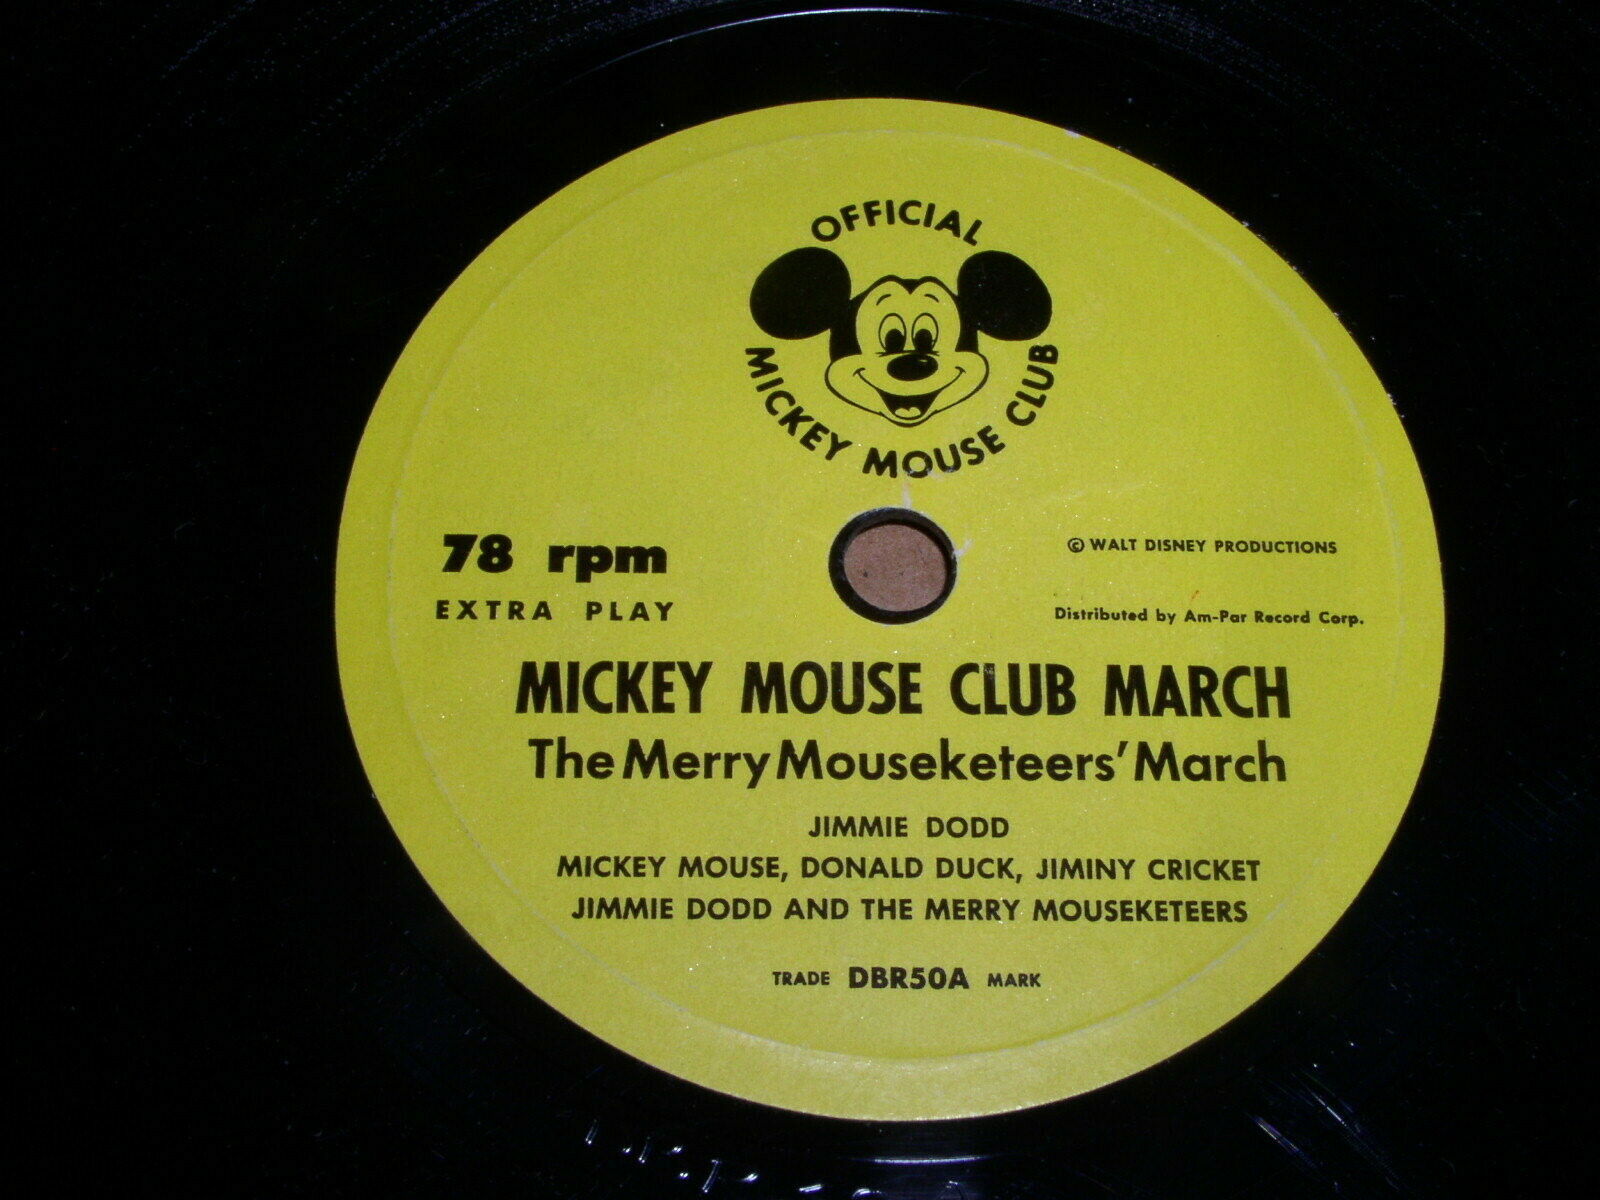 OFFICIAL
MICKEY MOUSE CLUB
78 rpm
EXTRA PLAY
© WALT DISNEY PRODUCTIONS
Distributed by Am-Par Record Corp.
MICKEY MOUSE CLUB MARCH
The Merry Mouseketeers' March
JIMMIE DODD
MICKEY MOUSE, DONALD DUCK, JIMINY CRICKET
JIMMIE DODD AND THE MERRY MOUSEKETEERS
TRADE DBR50A MARK